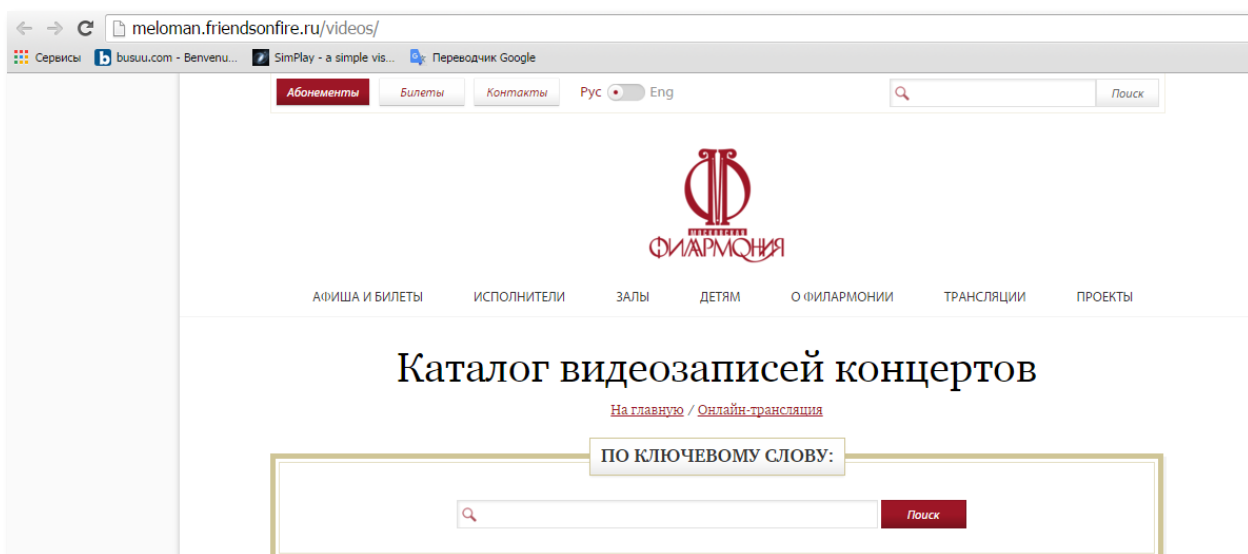 meloman.friendsonfire.ru/videos/
Сервисы busuu.com - Benvenu... SimPlay - a simple vis... Переводчик Google
Абонементы Билеты Контакты Рус Eng Поиск
МОСКОВСКАЯ
ФИЛАРМОНИЯ
АФИША И БИЛЕТЫ ИСПОЛНИТЕЛИ ЗАЛЫ ДЕТЯМ О ФИЛАРМОНИИ ТРАНСЛЯЦИИ ПРОЕКТЫ
Каталог видеозаписей концертов
На главную / Онлайн-трансляция
ПО КЛЮЧЕВОМУ СЛОВУ:
Поиск